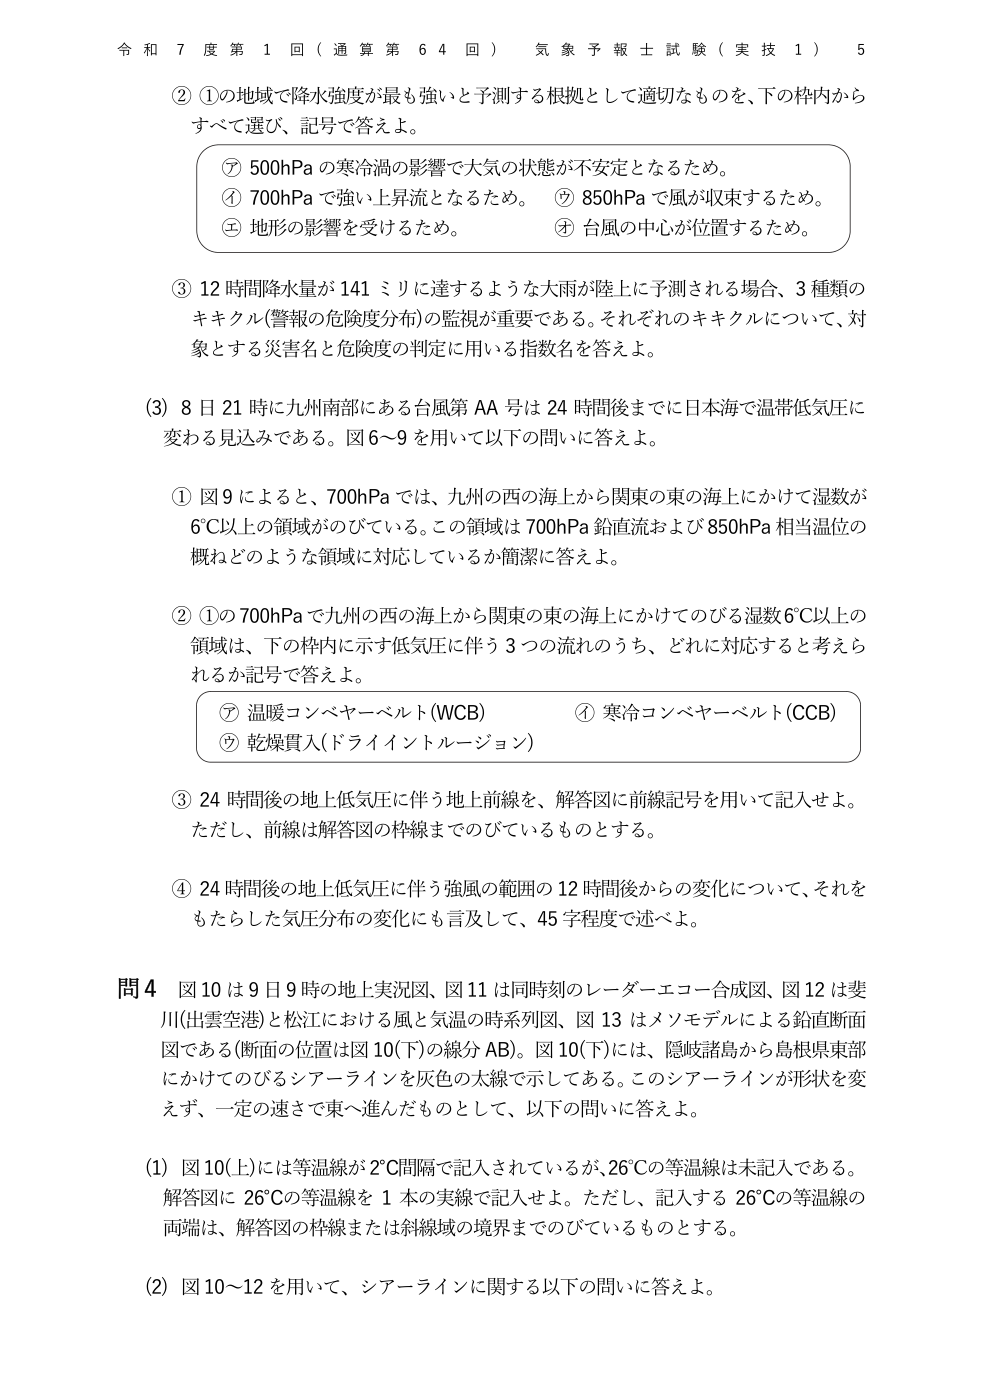 令和7度第1回(通算第64回) 気象予報士試験(実技1) 5
② ①の地域で降水強度が最も強いと予測する根拠として適切なものを、下の枠内から
すべて選び、記号で答えよ。
㋐ 500hPa の寒冷渦の影響で大気の状態が不安定となるため。
㋑ 700hPa で強い上昇流となるため。 ㋒ 850hPa で風が収束するため。
㋓ 地形の影響を受けるため。 ㋔ 台風の中心が位置するため。
③ 12 時間降水量が 141 ミリに達するような大雨が陸上に予測される場合、3 種類の
キキクル(警報の危険度分布)の監視が重要である。それぞれのキキクルについて、対
象とする災害名と危険度の判定に用いる指数名を答えよ。
(3) 8 日 21 時に九州南部にある台風第 AA 号は 24 時間後までに日本海で温帯低気圧に
変わる見込みである。図 6〜9 を用いて以下の問いに答えよ。
① 図 9 によると、700hPa では、九州の西の海上から関東の東の海上にかけて湿数が
6℃以上の領域がのびている。この領域は 700hPa 鉛直流および 850hPa 相当温位の
概ねどのような領域に対応しているか簡潔に答えよ。
② ①の 700hPa で九州の西の海上から関東の東の海上にかけてのびる湿数 6℃以上の
領域は、下の枠内に示す低気圧に伴う 3 つの流れのうち、どれに対応すると考えら
れるか記号で答えよ。
㋐ 温暖コンベヤーベルト(WCB) ㋑ 寒冷コンベヤーベルト(CCB)
㋒ 乾燥貫入(ドライイントルージョン)
③ 24 時間後の地上低気圧に伴う地上前線を、解答図に前線記号を用いて記入せよ。
ただし、前線は解答図の枠線までのびているものとする。
④ 24 時間後の地上低気圧に伴う強風の範囲の 12 時間後からの変化について、それを
もたらした気圧分布の変化にも言及して、45 字程度で述べよ。
問4 図 10 は 9 日 9 時の地上実況図、図 11 は同時刻のレーダーエコー合成図、図 12 は斐
川(出雲空港)と松江における風と気温の時系列図、図 13 はメソモデルによる鉛直断面
図である(断面の位置は図 10(下)の線分 AB)。図 10(下)には、隠岐諸島から島根県東部
にかけてのびるシアーラインを灰色の太線で示してある。このシアーラインが形状を変
えず、一定の速さで東へ進んだものとして、以下の問いに答えよ。
(1) 図 10(上)には等温線が 2℃間隔で記入されているが、26℃の等温線は未記入である。
解答図に 26℃の等温線を 1 本の実線で記入せよ。ただし、記入する 26℃の等温線の
両端は、解答図の枠線または斜線域の境界までのびているものとする。
(2) 図 10〜12 を用いて、シアーラインに関する以下の問いに答えよ。